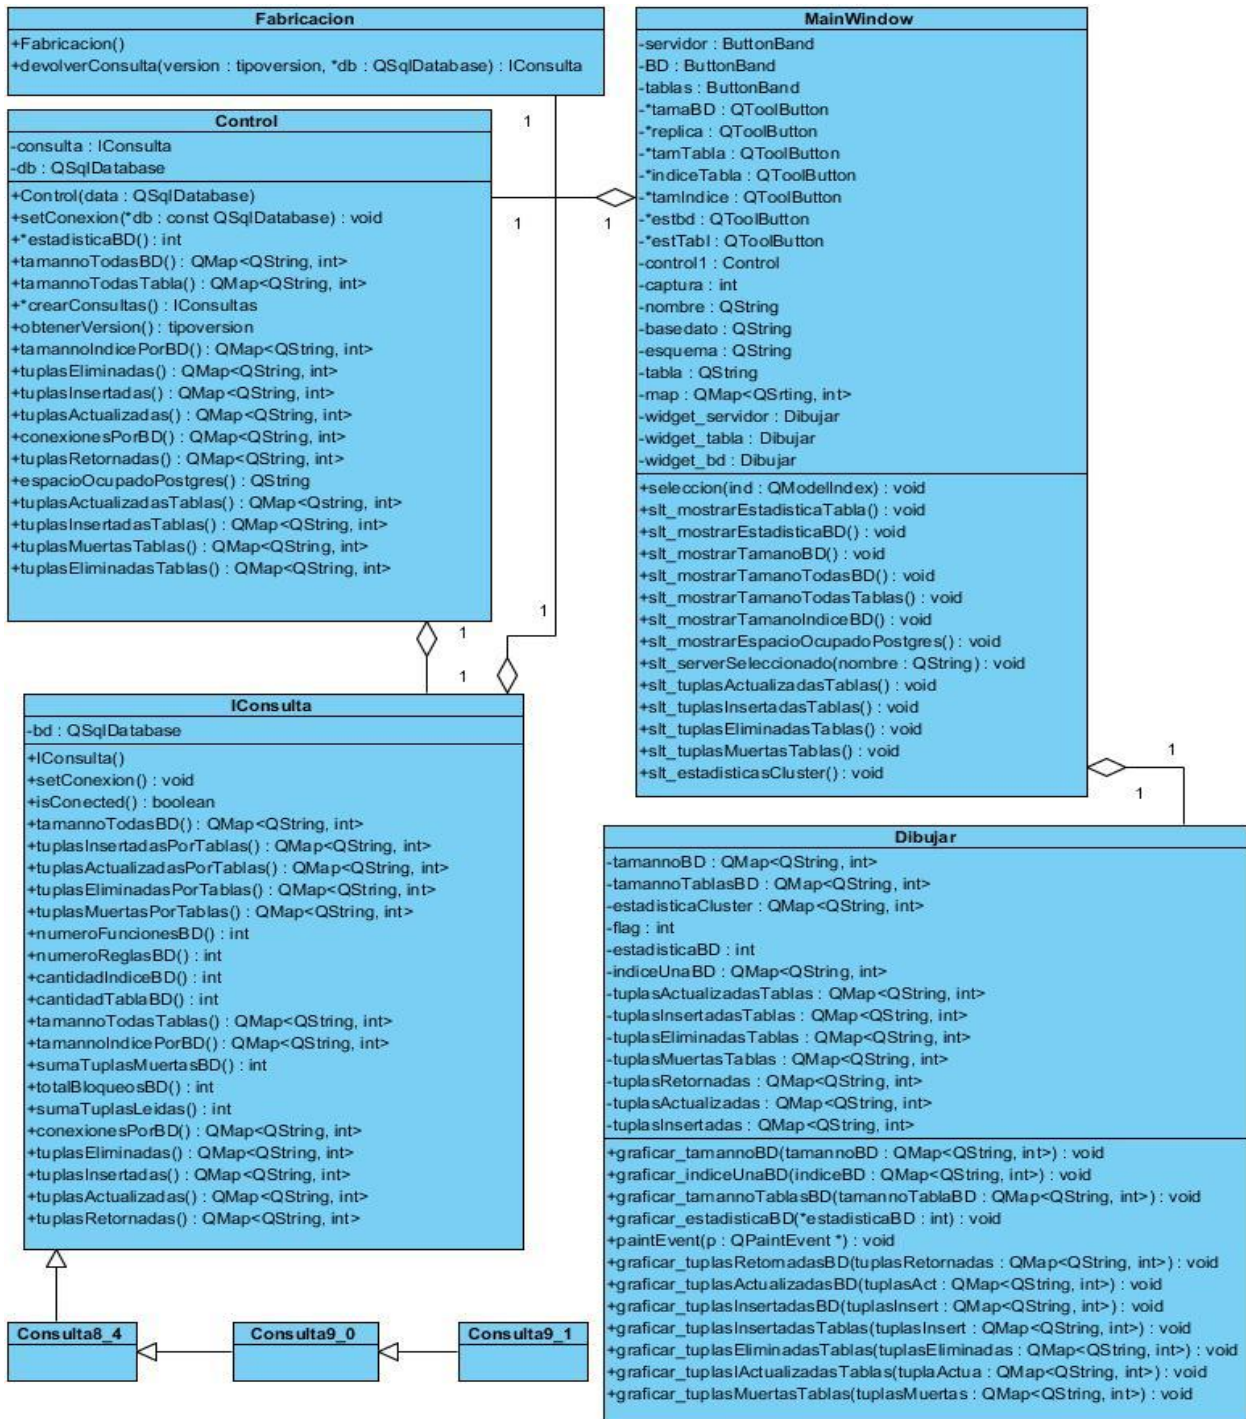 Fabricacion
+Fabricacion()
+devolverConsulta(version : tipoversion, *db : QSqlDatabase) : IConsulta
Control
-consulta : IConsulta
-db : QSqlDatabase
+Control(data : QSqlDatabase)
+setConexion(*db : const QSqlDatabase) : void
+*estadisticaBD() : int
+tamannoTodasBD() : QMap<QString, int>
+tamannoTodasTabla() : QMap<QString, int>
+*crearConsultas() : IConsultas
+obtenerVersion() : tipoversion
+tamannoIndicePorBD() : QMap<QString, int>
+tuplasEliminadas() : QMap<QString, int>
+tuplasInsertadas() : QMap<QString, int>
+tuplasActualizadas() : QMap<QString, int>
+conexionesPorBD() : QMap<QString, int>
+tuplasRetornadas() : QMap<QString, int>
+espacioOcupadoPostgres() : QString
+tuplasActualizadasTablas() : QMap<Qstring, int>
+tuplasInsertadasTablas() : QMap<QString, int>
+tuplasMuertasTablas() : QMap<QString, int>
+tuplasEliminadasTablas() : QMap<QString, int>
1
1
1
1
1
1
MainWindow
-servidor : ButtonBand
-BD : ButtonBand
-tablas : ButtonBand
-*tamaBD : QToolButton
-*replica : QToolButton
-*tamTabla : QToolButton
-*indiceTabla : QToolButton
-*tamIndice : QToolButton
-*estbd : QToolButton
-*estTabl : QToolButton
-control1 : Control
-captura : int
-nombre : QString
-basedato : QString
-esquema : QString
-tabla : QString
-map : QMap<QSrting, int>
-widget_servidor : Dibujar
-widget_tabla : Dibujar
-widget_bd : Dibujar
+seleccion(ind : QModelIndex) : void
+slt_mostrarEstadisticaTabla() : void
+slt_mostrarEstadisticaBD() : void
+slt_mostrarTamanoBD() : void
+slt_mostrarTamanoTodasBD() : void
+slt_mostrarTamanoTodasTablas() : void
+slt_mostrarTamanoIndiceBD() : void
+slt_mostrarEspacioOcupadoPostgres() : void
+slt_serverSeleccionado(nombre : QString) : void
+slt_tuplasActualizadasTablas() : void
+slt_tuplasInsertadasTablas() : void
+slt_tuplasEliminadasTablas() : void
+slt_tuplasMuertasTablas() : void
+slt_estadisticasCluster() : void
1
1
IConsulta
-bd : QSqlDatabase
+IConsulta()
+setConexion() : void
+isConected() : boolean
+tamannoTodasBD() : QMap<QString, int>
+tuplasInsertadasPorTablas() : QMap<QString, int>
+tuplasActualizadasPorTablas() : QMap<QString, int>
+tuplasEliminadasPorTablas() : QMap<QString, int>
+tuplasMuertasPorTablas() : QMap<QString, int>
+numeroFuncionesBD() : int
+numeroReglasBD() : int
+cantidadIndiceBD() : int
+cantidadTablaBD() : int
+tamannoTodasTablas() : QMap<QString, int>
+tamannoIndicePorBD() : QMap<QString, int>
+sumaTuplasMuertasBD() : int
+totalBloqueosBD() : int
+sumaTuplasLeidas() : int
+conexionesPorBD() : QMap<QString, int>
+tuplasEliminadas() : QMap<QString, int>
+tuplasInsertadas() : QMap<QString, int>
+tuplasActualizadas() : QMap<QString, int>
+tuplasRetornadas() : QMap<QString, int>
Dibujar
-tamannoBD : QMap<QString, int>
-tamannoTablasBD : QMap<QString, int>
-estadisticaCluster : QMap<QString, int>
-flag : int
-estadisticaBD : int
-indiceUnaBD : QMap<QString, int>
-tuplasActualizadasTablas : QMap<QString, int>
-tuplasInsertadasTablas : QMap<QString, int>
-tuplasEliminadasTablas : QMap<QString, int>
-tuplasMuertasTablas : QMap<QString, int>
-tuplasRetornadas : QMap<QString, int>
-tuplasActualizadas : QMap<QString, int>
-tuplasInsertadas : QMap<QString, int>
+graficar_tamannoBD(tamannoBD : QMap<QString, int>) : void
+graficar_indiceUnaBD(indiceBD : QMap<QString, int>) : void
+graficar_tamannoTablasBD(tamannoTablaBD : QMap<QString, int>) : void
+graficar_estadisticaBD(*estadisticaBD : int) : void
+paintEvent(p : QPaintEvent *) : void
+graficar_tuplasRetornadasBD(tuplasRetornadas : QMap<QString, int>) : void
+graficar_tuplasActualizadasBD(tuplasAct : QMap<QString, int>) : void
+graficar_tuplasInsertadasBD(tuplasInsert : QMap<QString, int>) : void
+graficar_tuplasInsertadasTablas(tuplasInsert : QMap<QString, int>) : void
+graficar_tuplasEliminadasTablas(tuplasEliminadas : QMap<QString, int>) : void
+graficar_tuplaslActualizadasTablas(tuplaActua : QMap<QString, int>) : void
+graficar_tuplasMuertasTablas(tuplasMuertas : QMap<QString, int>) : void
Consulta8_4
Consulta9_0
Consulta9_1